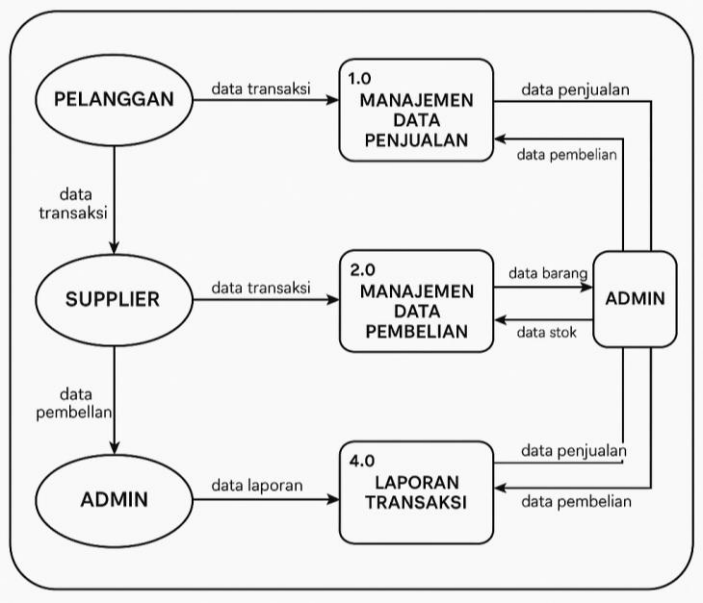 PELANGGAN
data transaksi
1.0
MANAJEMEN
DATA
PENJUALAN
data penjualan
data pembelian
data
transaksi
SUPPLIER
data transaksi
2.0
MANAJEMEN
DATA
PEMBELIAN
data barang
data stok
ADMIN
data
pembellan
ADMIN
data laporan
4.0
LAPORAN
TRANSAKSI
data penjualan
data pembelian